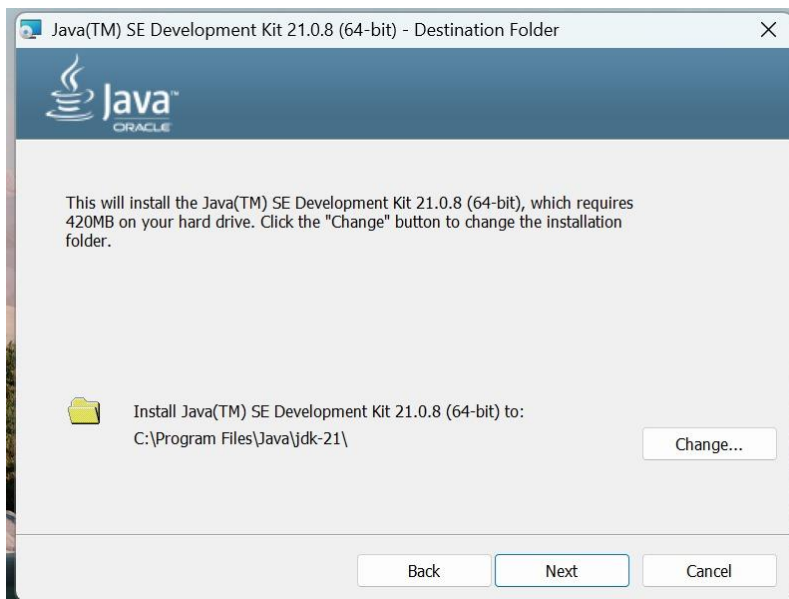 Java(TM) SE Development Kit 21.0.8 (64-bit) - Destination Folder
Java™
ORACLE
This will install the Java(TM) SE Development Kit 21.0.8 (64-bit), which requires
420MB on your hard drive. Click the "Change" button to change the installation
folder.
Install Java(TM) SE Development Kit 21.0.8 (64-bit) to:
C:\Program Files\Java\jdk-21\
Change...
Back
Next
Cancel